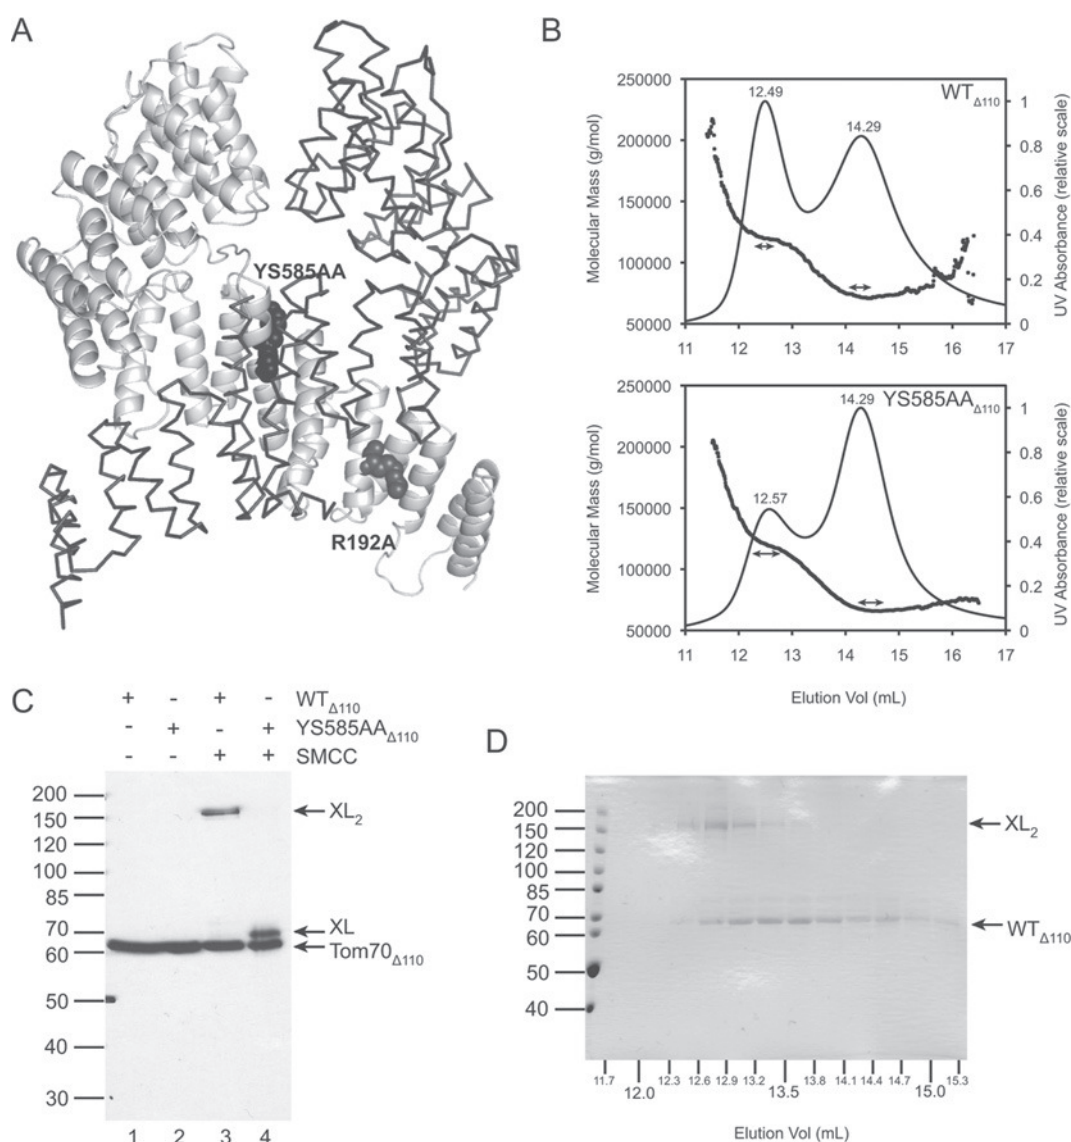 A
YS585AA
R192A
B
250000
200000
150000
100000
50000
Molecular Mass (g/mol)
12.49
14.29
WTΔ110
1
0.8
0.6
0.4
0.2
0
UV Absorbance (relative scale)
11 12 13 14 15 16 17
250000
200000
150000
100000
50000
Molecular Mass (g/mol)
12.57
14.29
YS585AAΔ110
1
0.8
0.6
0.4
0.2
0
UV Absorbance (relative scale)
11 12 13 14 15 16 17
Elution Vol (mL)
C
+ - + - WTΔ110
- + - + YS585AAΔ110
- - + + SMCC
200
150
120
100
85
70
60
50
40
30
XL2
XL
Tom70Δ110
1 2 3 4
D
200
150
120
100
85
70
60
50
40
XL2
WTΔ110
11.7 12.0 12.3 12.6 12.9 13.2 13.5 13.8 14.1 14.4 14.7 15.0 15.3
Elution Vol (mL)